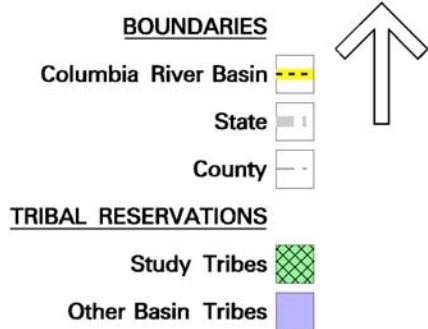 BOUNDARIES
Columbia River Basin
State
County
TRIBAL RESERVATIONS
Study Tribes
Other Basin Tribes